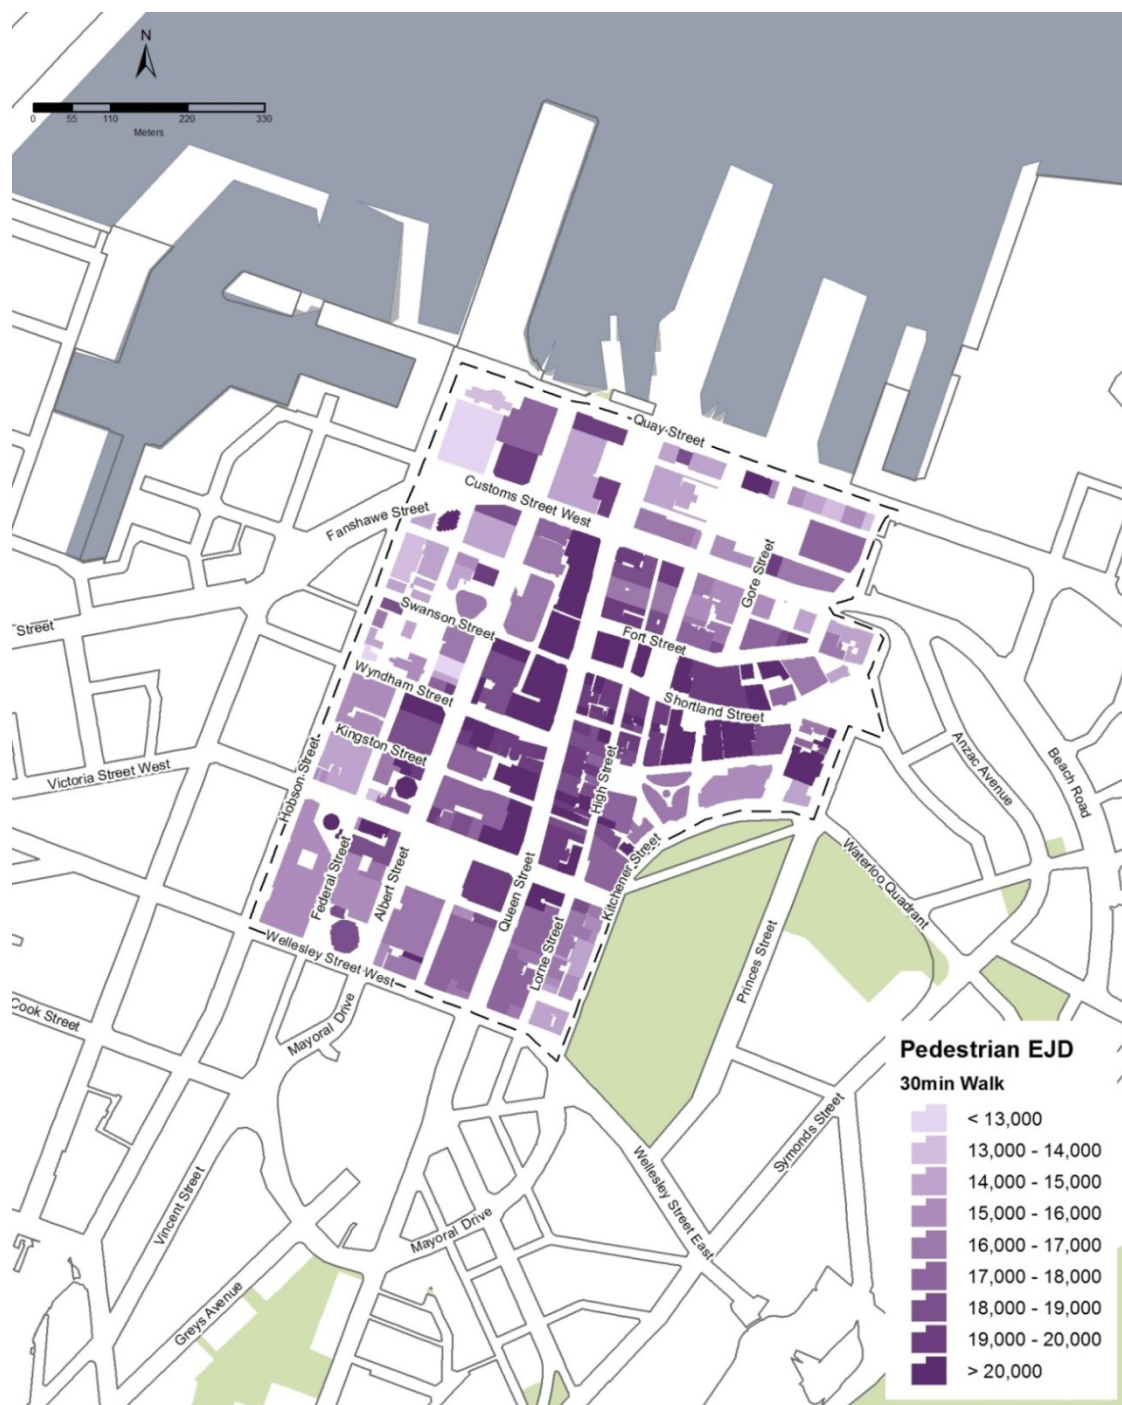 N
0 55 110 220 330
Meters
Quay Street
Customs Street West
Fanshawe Street
Gore Street
Swanson Street
Fort Street
Street
Wyndham Street
Shortland Street
Kingston Street
Hobson Street
High Street
Anzac Avenue
Beach Road
Victoria Street West
Federal Street
Albert Street
Queen Street
Kitchener Street
Waterloo Quadrant
Lorne Street
Wellesley Street West
Princes Street
Cook Street
Mayoral Drive
Symonds Street
Vincent Street
Wellesley Street East
Mayoral Drive
Greys Avenue
Pedestrian EJD
30min Walk
< 13,000
13,000 - 14,000
14,000 - 15,000
15,000 - 16,000
16,000 - 17,000
17,000 - 18,000
18,000 - 19,000
19,000 - 20,000
> 20,000